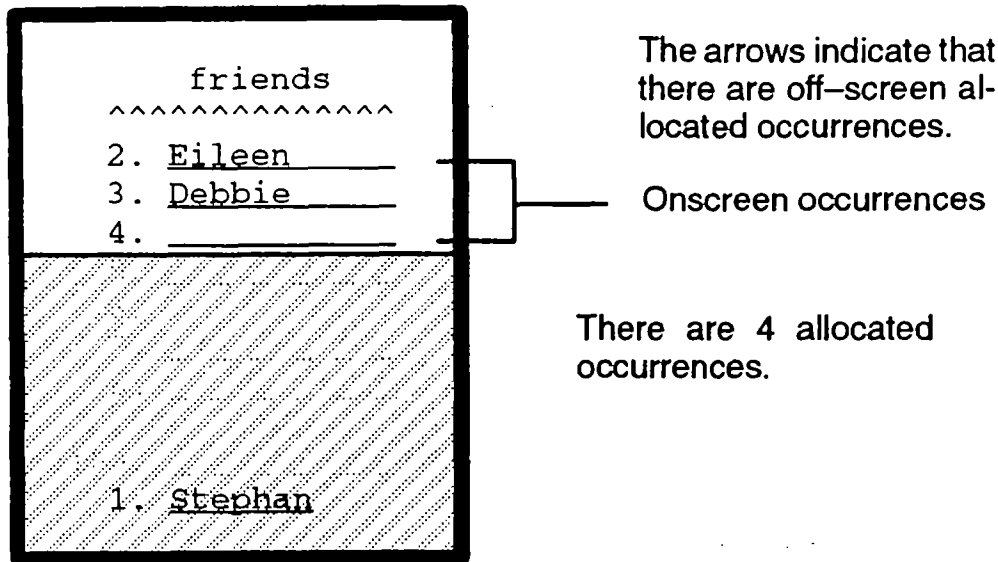 friends
^^^^^^^^^^^^^^
2. Eileen
3. Debbie
4.
1. Stephan
The arrows indicate that
there are off–screen al-
located occurrences.
Onscreen occurrences
There are 4 allocated
occurrences.